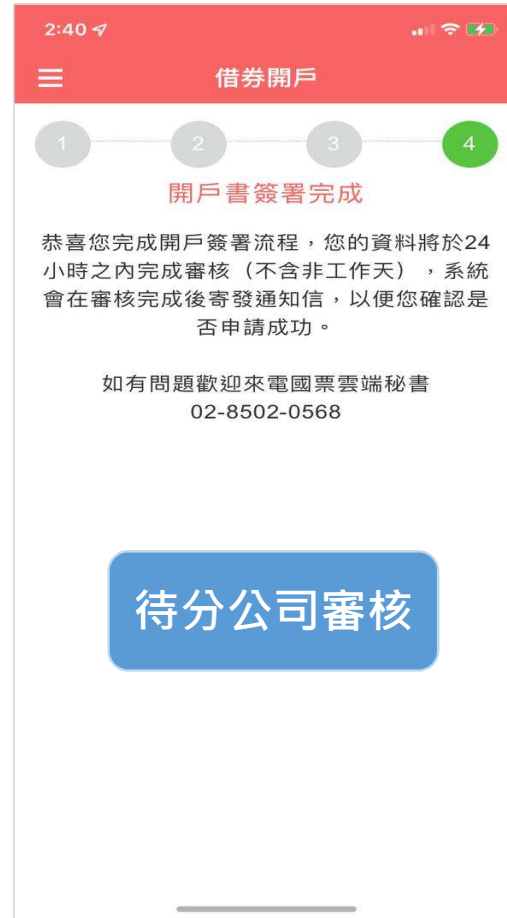 2:40
借券開戶
1 2 3 4
開戶書簽署完成
恭喜您完成開戶簽署流程，您的資料將於24
小時之內完成審核（不含非工作天），系統
會在審核完成後寄發通知信，以便您確認是
否申請成功。
如有問題歡迎來電國票雲端秘書
02-8502-0568
待分公司審核